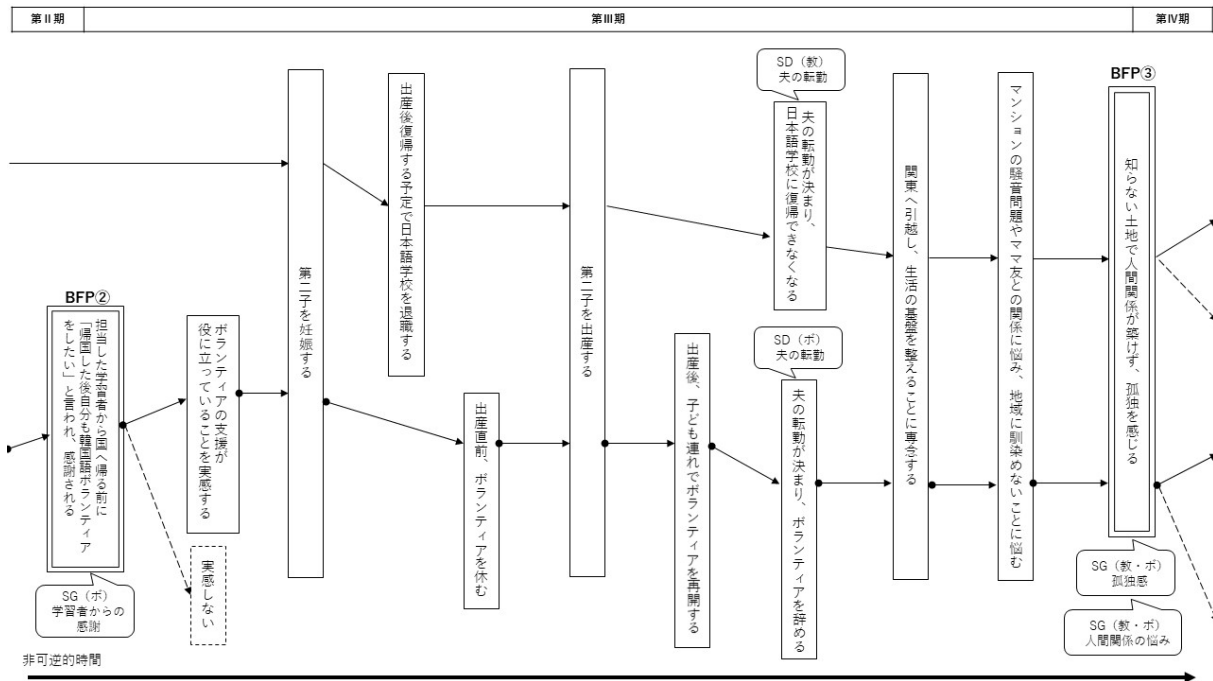 第Ⅱ期
第Ⅲ期
第Ⅳ期
BFP②
担当した学習者から国へ帰る前に
「帰国した後自分も韓国語ボランティア
をしたい」と言われ、感謝される
SG（ボ）
学習者からの
感謝
ボランティアの支援が
役に立っていることを実感する
実感しない
第二子を妊娠する
出産後復帰する予定で日本語学校を退職する
出産直前、ボランティアを休む
第二子を出産する
出産後、子ども連れでボランティアを再開する
SD（教）
夫の転勤
夫の転勤が決まり、
日本語学校に復帰できなくなる
SD（ボ）
夫の転勤
夫の転勤が決まり、ボランティアを辞める
関東へ引越し、生活の基盤を整えることに専念する
マンションの騒音問題やママ友との関係に悩み、地域に馴染めないことに悩む
BFP③
知らない土地で人間関係が築けず、孤独を感じる
SG（教・ボ）
孤独感
SG（教・ボ）
人間関係の悩み
非可逆的時間